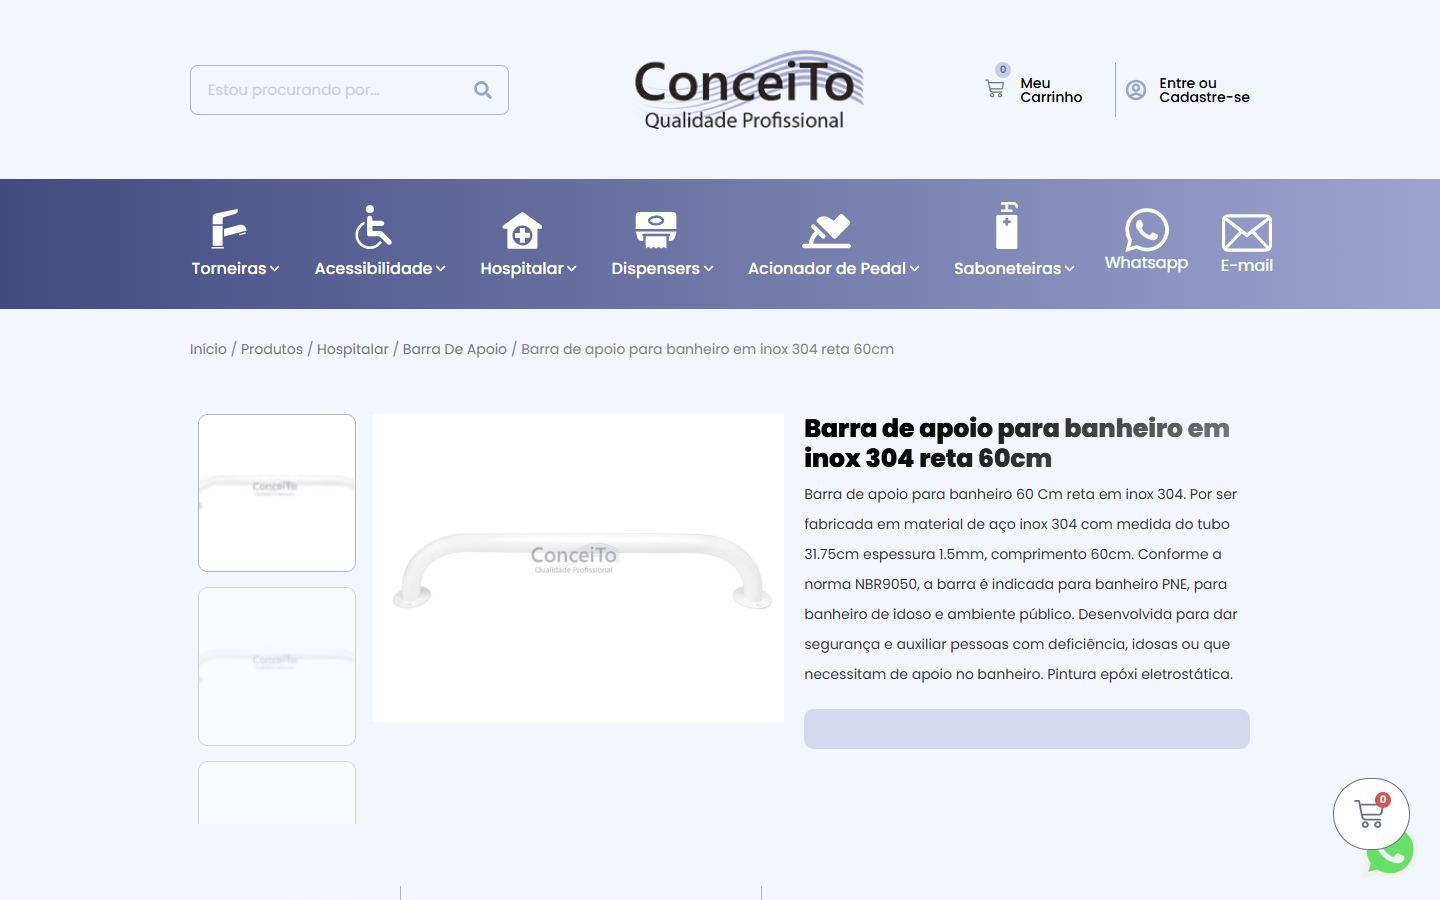 Estou procurando por...
ConceiTo
Qualidade Profissional
0
Meu
Carrinho
Entre ou
Cadastre-se
Torneiras
Acessibilidade
Hospitalar
Dispensers
Acionador de Pedal
Saboneteiras
Whatsapp
E-mail
Início / Produtos / Hospitalar / Barra De Apoio / Barra de apoio para banheiro em inox 304 reta 60cm
ConceiTo
ConceiTo
Qualidade Profissional
ConceiTo
Barra de apoio para banheiro em
inox 304 reta 60cm
Barra de apoio para banheiro 60 Cm reta em inox 304. Por ser
fabricada em material de aço inox 304 com medida do tubo
31.75cm espessura 1.5mm, comprimento 60cm. Conforme a
norma NBR9050, a barra é indicada para banheiro PNE, para
banheiro de idoso e ambiente público. Desenvolvida para dar
segurança e auxiliar pessoas com deficiência, idosas ou que
necessitam de apoio no banheiro. Pintura epóxi eletrostática.
0